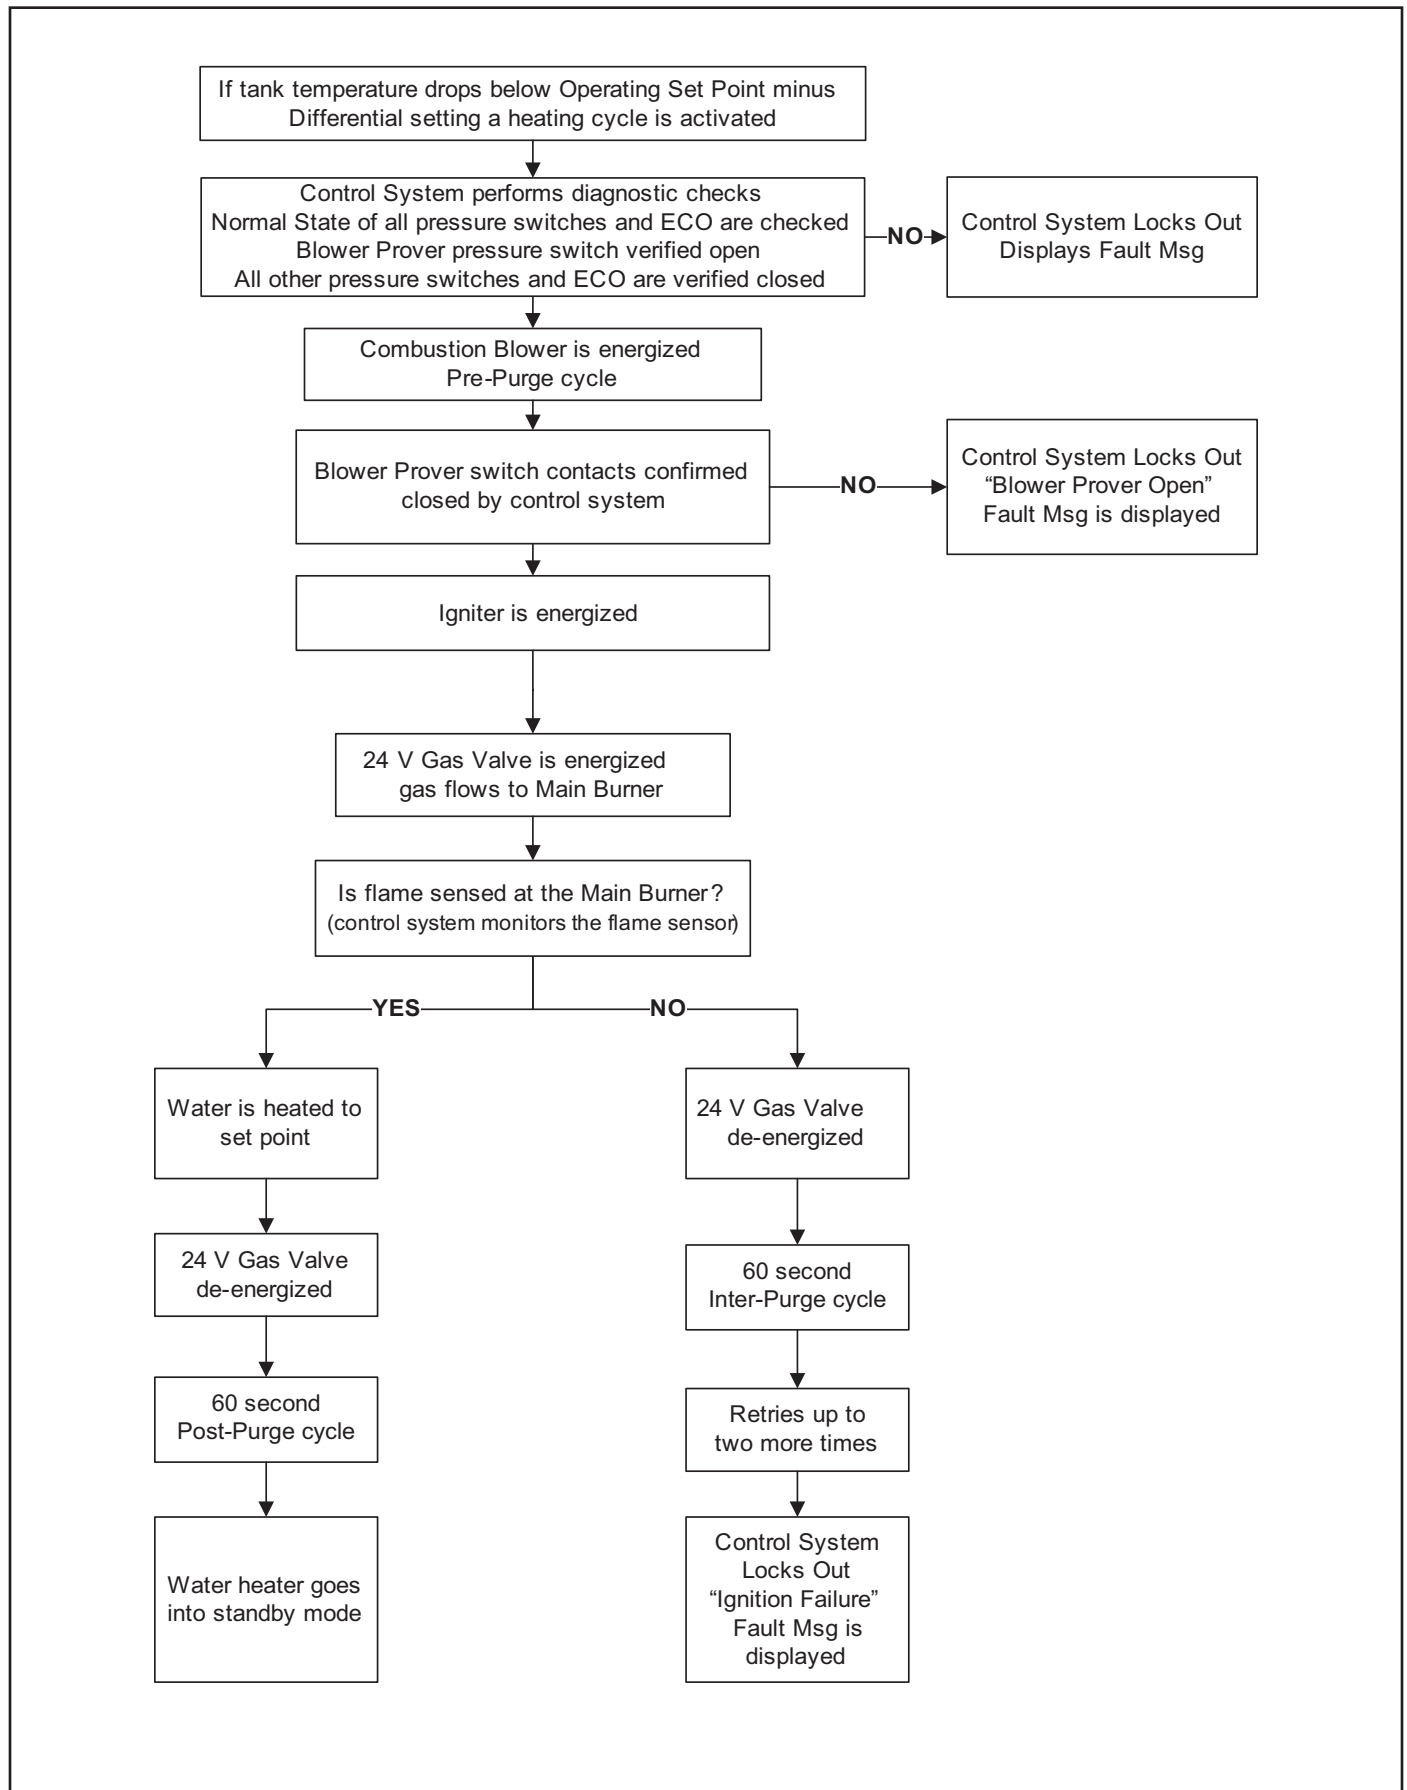 If tank temperature drops below Operating Set Point minus
Differential setting a heating cycle is activated
Control System performs diagnostic checks
Normal State of all pressure switches and ECO are checked
Blower Prover pressure switch verified open
All other pressure switches and ECO are verified closed
NO
Control System Locks Out
Displays Fault Msg
Combustion Blower is energized
Pre-Purge cycle
Blower Prover switch contacts confirmed
closed by control system
NO
Control System Locks Out
“Blower Prover Open”
Fault Msg is displayed
Igniter is energized
24 V Gas Valve is energized
gas flows to Main Burner
Is flame sensed at the Main Burner?
(control system monitors the flame sensor)
YES
NO
Water is heated to
set point
24 V Gas Valve
de-energized
60 second
Post-Purge cycle
Water heater goes
into standby mode
24 V Gas Valve
de-energized
60 second
Inter-Purge cycle
Retries up to
two more times
Control System
Locks Out
“Ignition Failure”
Fault Msg is
displayed